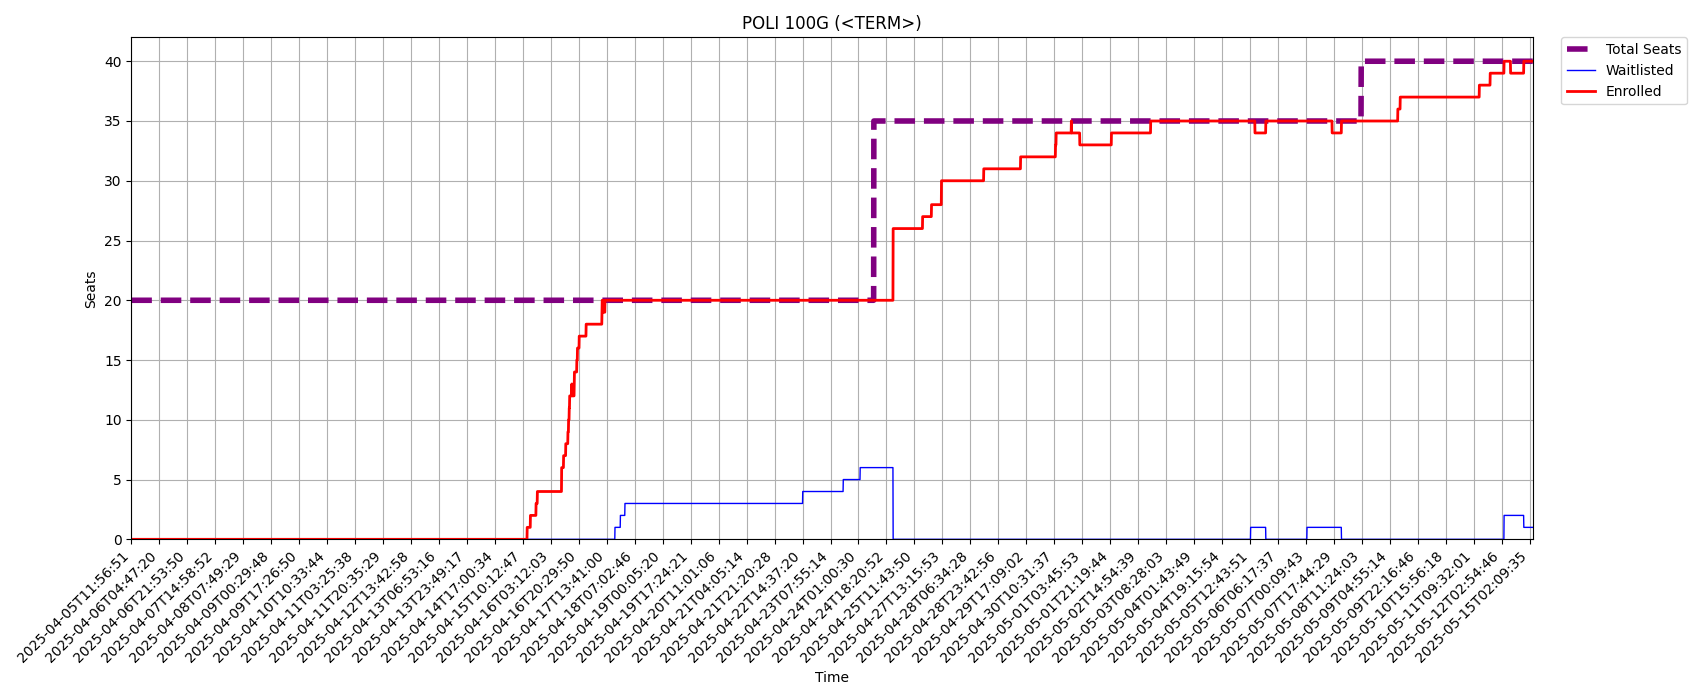 POLI 100G (<TERM>)
Total Seats
Waitlisted
Enrolled
Seats
40
35
30
25
20
15
10
5
0
2025-04-05T11:56:51
2025-04-06T04:47:20
2025-04-06T21:53:50
2025-04-07T14:58:52
2025-04-08T07:49:29
2025-04-09T00:29:48
2025-04-09T17:26:50
2025-04-10T10:33:44
2025-04-11T03:25:38
2025-04-11T20:35:29
2025-04-12T13:42:58
2025-04-13T06:53:16
2025-04-13T23:49:17
2025-04-14T17:00:34
2025-04-15T10:12:47
2025-04-16T03:12:03
2025-04-16T20:29:50
2025-04-17T13:41:00
2025-04-18T07:02:46
2025-04-19T00:05:20
2025-04-19T17:24:21
2025-04-20T11:01:06
2025-04-21T04:05:14
2025-04-21T21:20:28
2025-04-22T14:37:20
2025-04-23T07:55:14
2025-04-24T01:00:30
2025-04-24T18:20:52
2025-04-25T11:43:50
2025-04-27T13:15:53
2025-04-28T06:34:28
2025-04-28T23:42:56
2025-04-29T17:09:02
2025-04-30T10:31:37
2025-05-01T03:45:53
2025-05-01T21:19:44
2025-05-02T14:54:39
2025-05-03T08:28:03
2025-05-04T01:43:49
2025-05-04T19:15:54
2025-05-05T12:43:51
2025-05-06T06:17:37
2025-05-07T00:09:43
2025-05-07T17:44:29
2025-05-08T11:24:03
2025-05-09T04:55:14
2025-05-09T22:16:46
2025-05-10T15:56:18
2025-05-11T09:32:01
2025-05-12T02:54:46
2025-05-15T02:09:35
Time